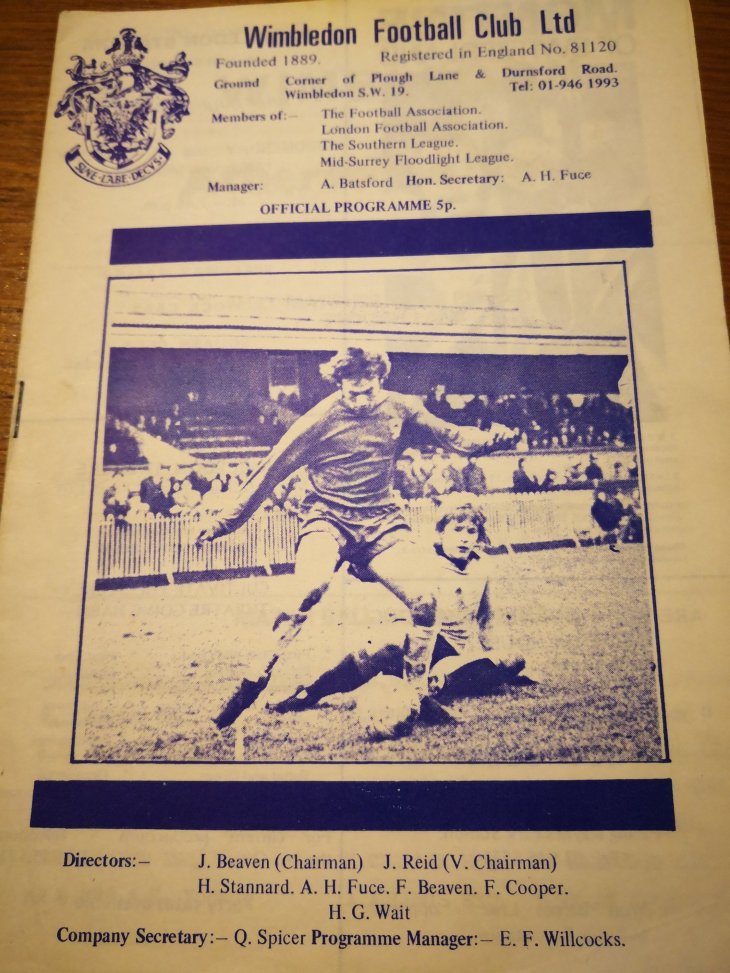 Wimbledon Football Club Ltd
Founded 1889. Registered in England No. 81120
Ground Corner of Plough Lane & Durnsford Road.
Wimbledon S.W. 19. Tel: 01-946 1993
Members of:— The Football Association.
London Football Association.
The Southern League.
Mid-Surrey Floodlight League.
Manager: A. Batsford Hon. Secretary: A. H. Fuce
OFFICIAL PROGRAMME 5p.
SINE·LABE·DECVS
Directors:— J. Beaven (Chairman) J. Reid (V. Chairman)
H. Stannard. A. H. Fuce. F. Beaven. F. Cooper.
H. G. Wait
Company Secretary:— Q. Spicer Programme Manager:— E. F. Willcocks.